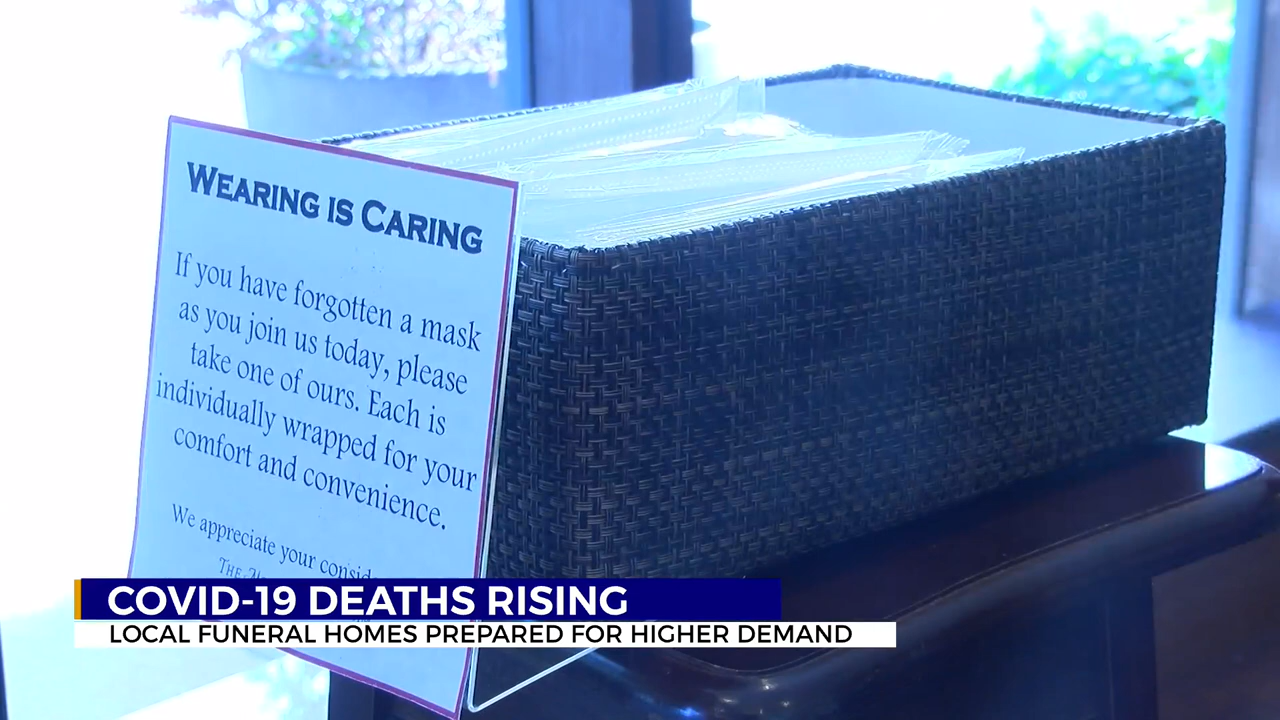 WEARING IS CARING
If you have forgotten a mask
as you join us today, please
take one of ours. Each is
individually wrapped for your
comfort and convenience.
We appreciate your
THE
COVID-19 DEATHS RISING
LOCAL FUNERAL HOMES PREPARED FOR HIGHER DEMAND